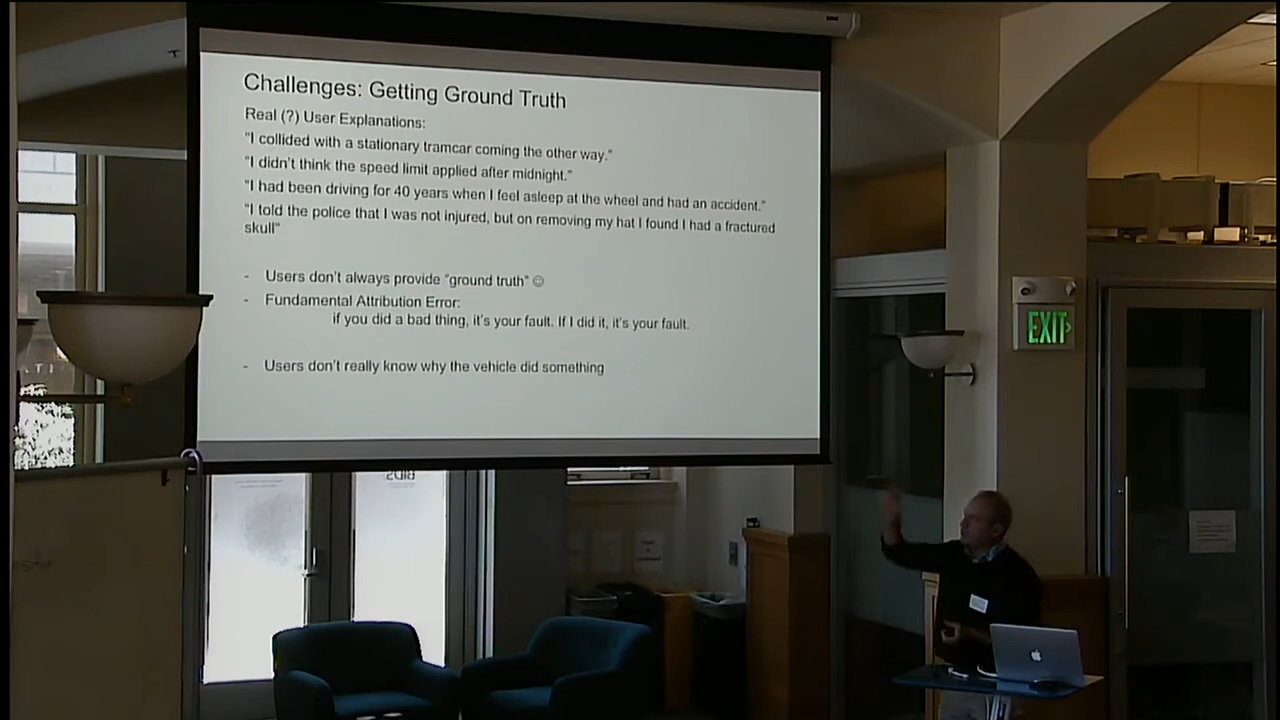 Challenges: Getting Ground Truth
Real (?) User Explanations:
"I collided with a stationary tramcar coming the other way."
"I didn't think the speed limit applied after midnight."
"I had been driving for 40 years when I feel asleep at the wheel and had an accident."
"I told the police that I was not injured, but on removing my hat I found I had a fractured
skull"
- Users don't always provide "ground truth" ☺
- Fundamental Attribution Error:
if you did a bad thing, it's your fault. If I did it, it's your fault.
- Users don't really know why the vehicle did something
EXIT